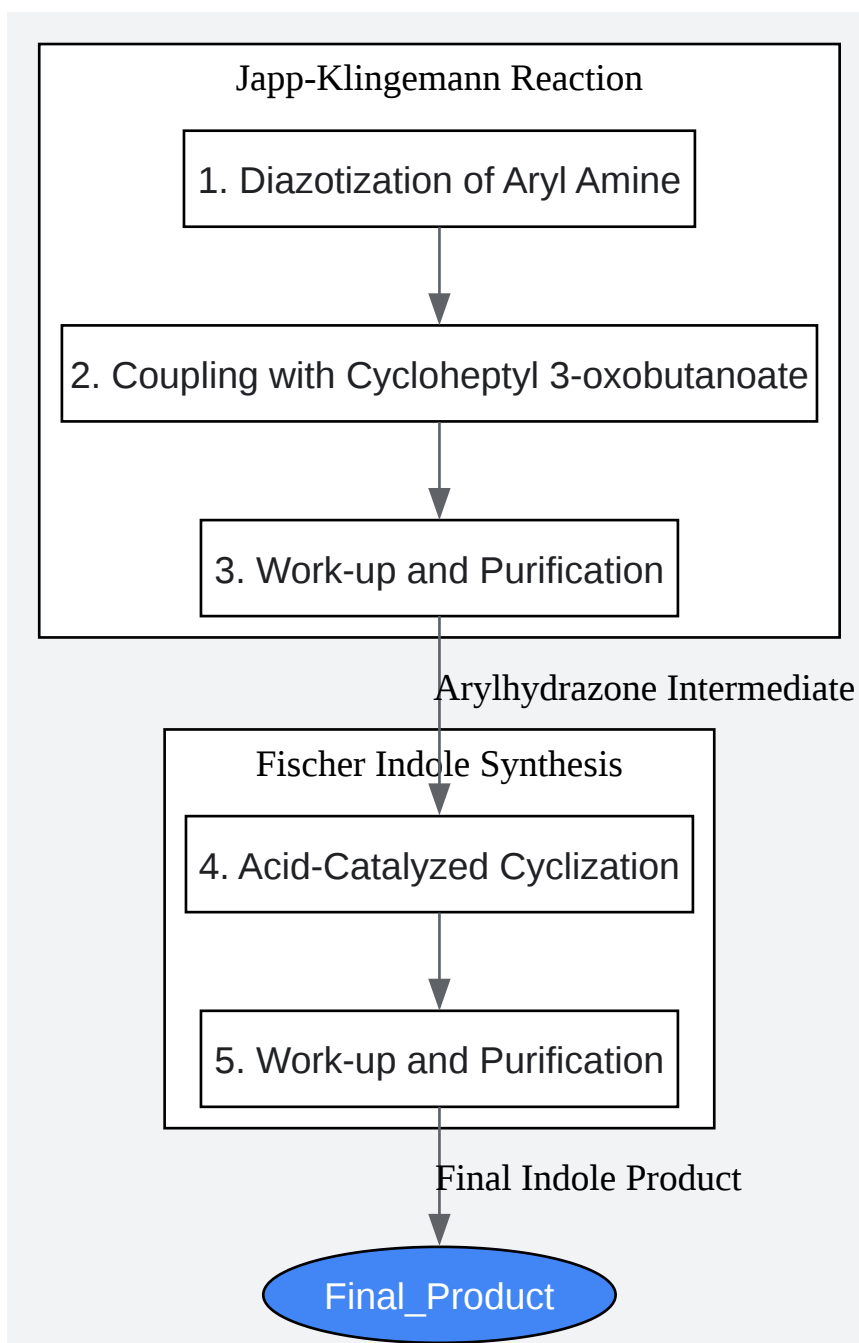 Japp-Klingemann Reaction
1. Diazotization of Aryl Amine
2. Coupling with Cycloheptyl 3-oxobutanoate
3. Work-up and Purification
Arylhydrazone Intermediate
Fischer Indole Synthesis
4. Acid-Catalyzed Cyclization
5. Work-up and Purification
Final Indole Product
Final_Product